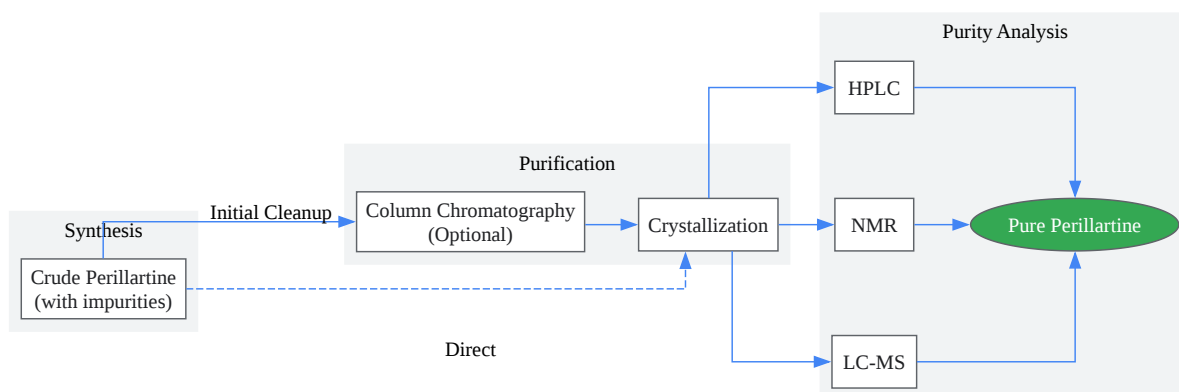 Purity Analysis
HPLC
Purification
Initial Cleanup
Column Chromatography
(Optional)
Crystallization
NMR
Pure Perillartine
Synthesis
Crude Perillartine
(with impurities)
Direct
LC-MS